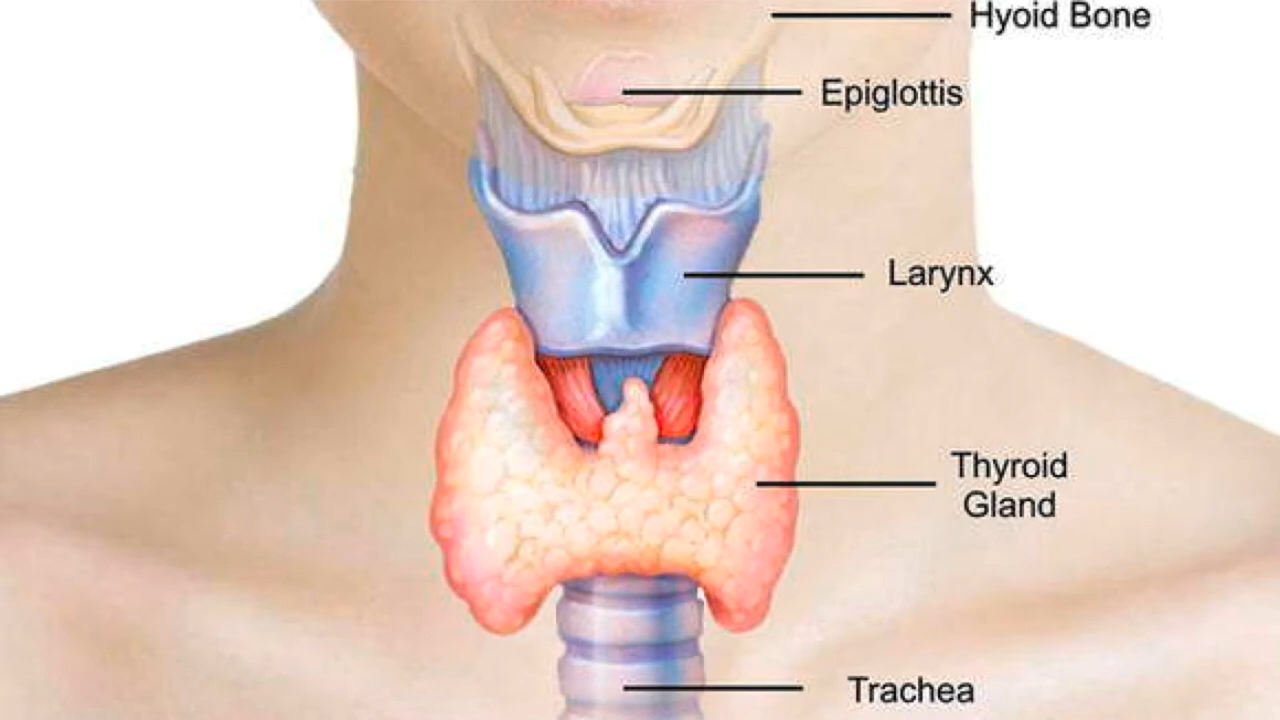 Hyoid Bone
Epiglottis
Larynx
Thyroid
Gland
Trachea